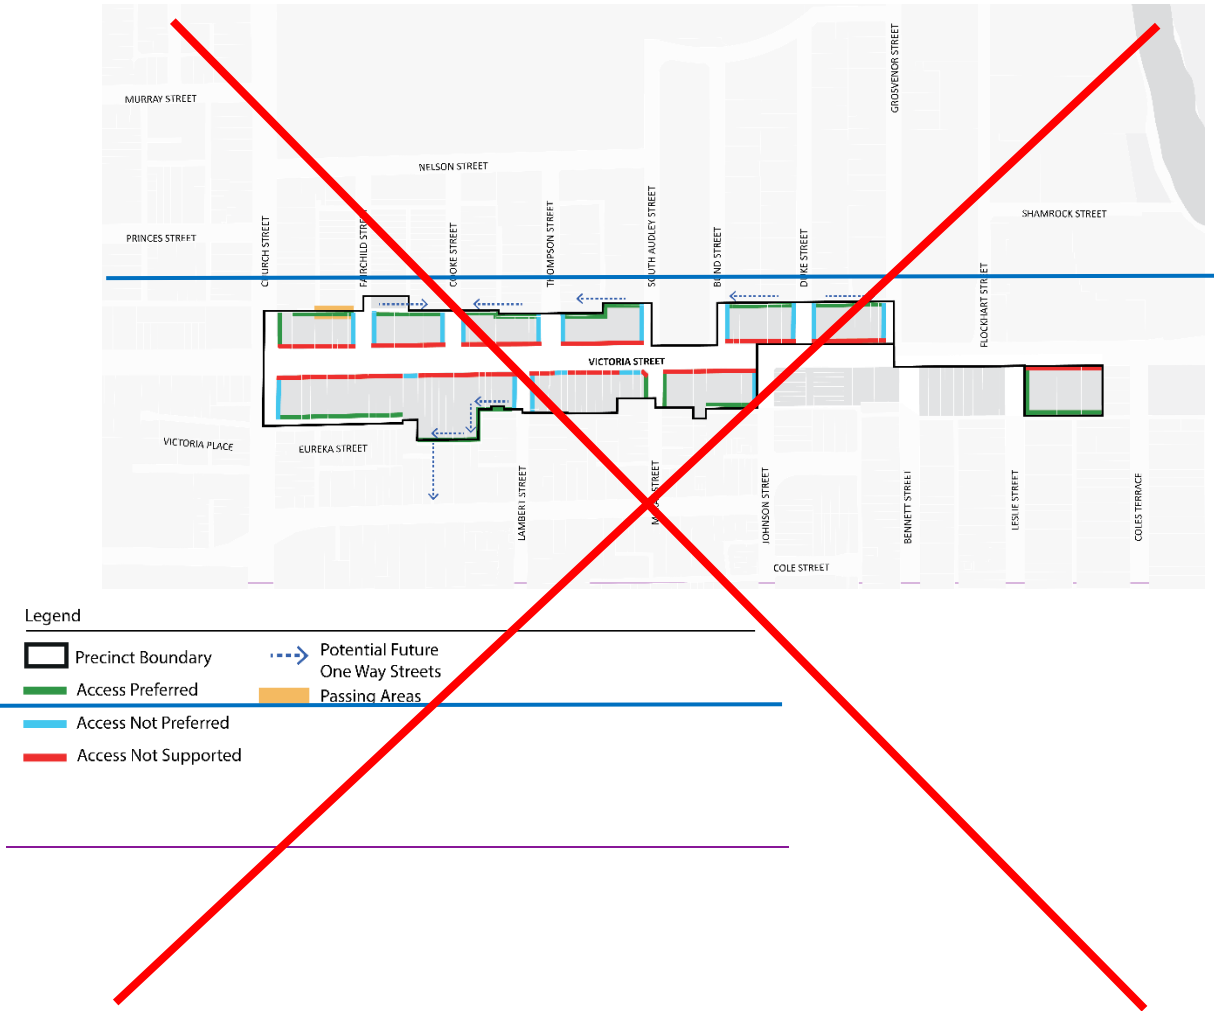 GROSVENOR STREET
MURRAY STREET
NELSON STREET
SHAMROCK STREET
PRINCES STREET
CHURCH STREET
FAIRCHILD STREET
COOKE STREET
THOMPSON STREET
SOUTH AUDLEY STREET
BOND STREET
DUKE STREET
FLOCKHART STREET
VICTORIA STREET
VICTORIA PLACE
EUREKA STREET
LAMBERT STREET
STREET
JOHNSON STREET
BENNETT STREET
LESLIE STREET
COLES TERRACE
COLE STREET
Legend
Precinct Boundary
Access Preferred
Access Not Preferred
Access Not Supported
Potential Future
One Way Streets
Passing Areas